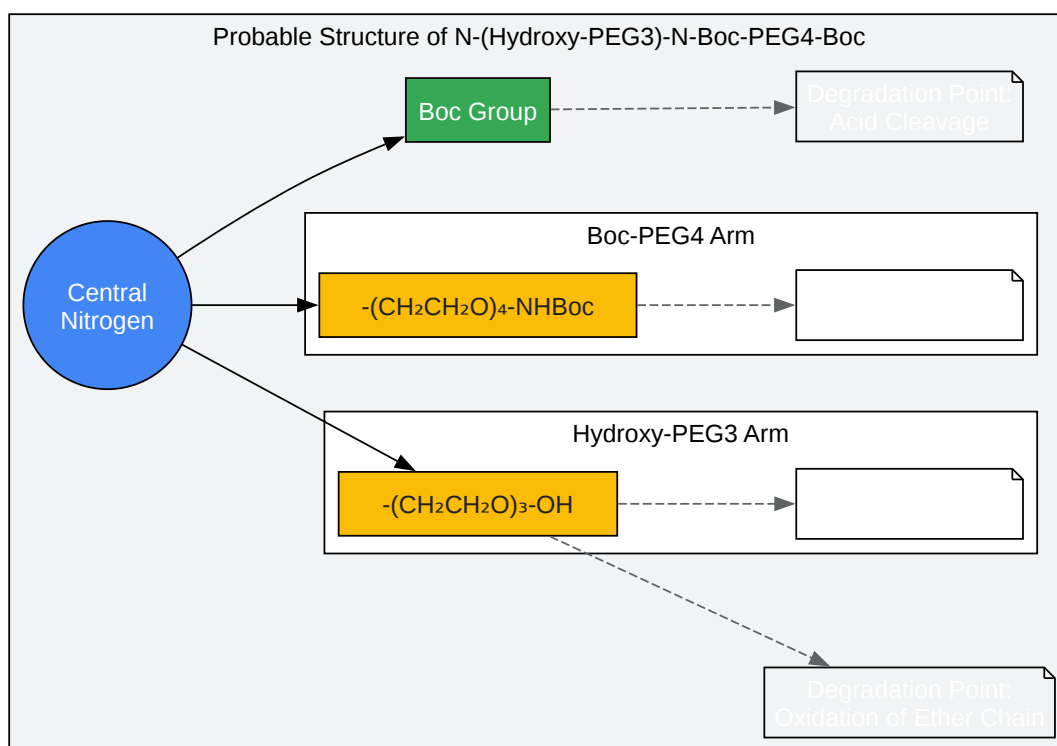 Probable Structure of N-(Hydroxy-PEG3)-N-Boc-PEG4-Boc
Boc Group
Degradation Point:
Acid Cleavage
Boc-PEG4 Arm
Central
Nitrogen
-(CH₂CH₂O)₄-NHBoc
Hydroxy-PEG3 Arm
-(CH₂CH₂O)₃-OH
Degradation Point:
Oxidation of Ether Chain